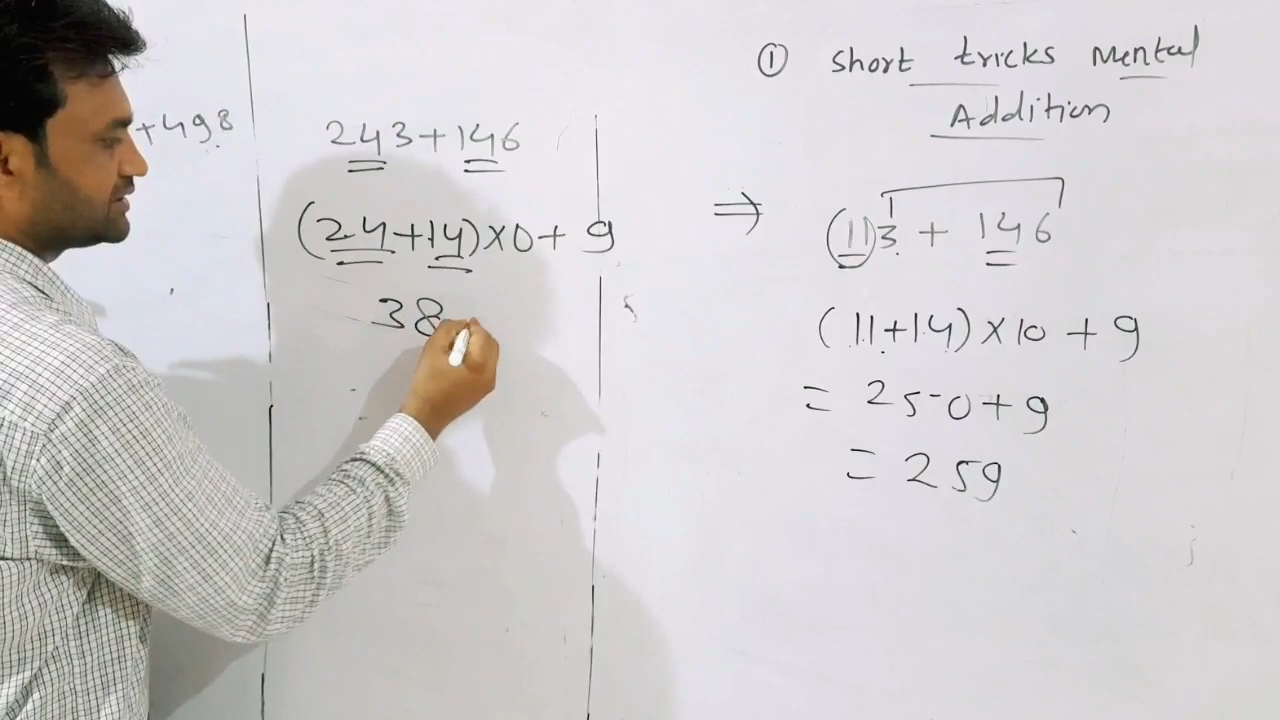 +498
243+146
(24+14)×0+9
38
① Short tricks Mental
Addition
⇒ (11)3 + 146
(11+14)×10 + 9
= 250+9
= 259